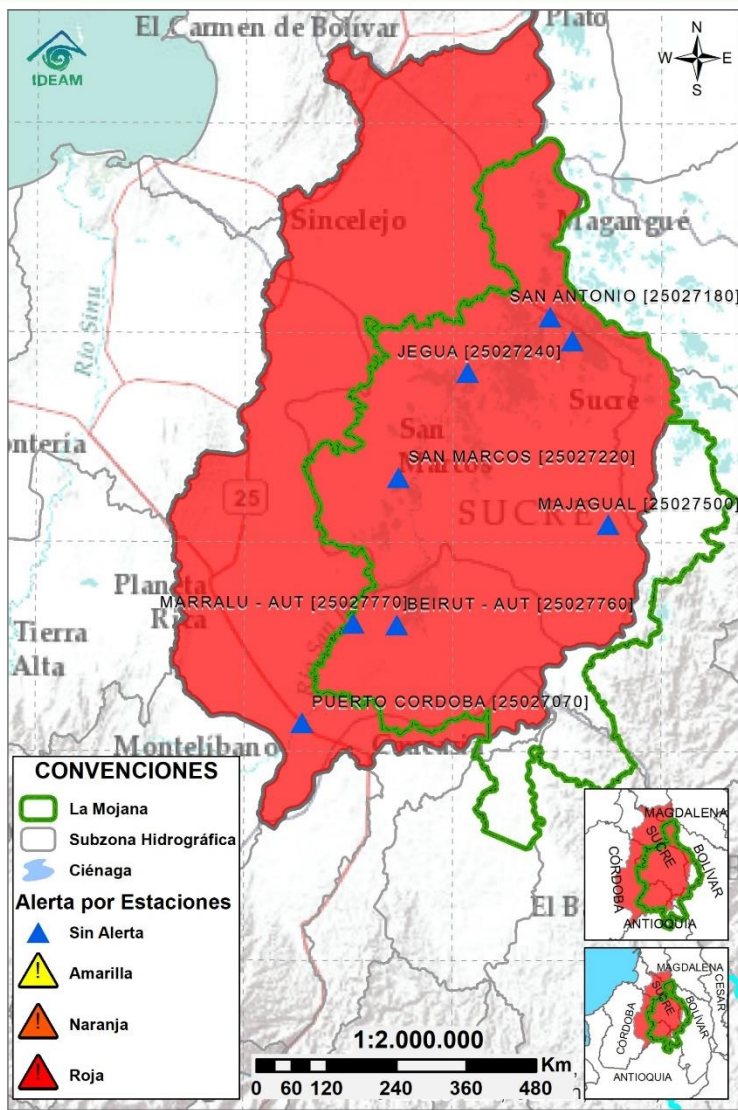 El Carmen de Bolívar
Plato
IDEAM
N
W E
S
Sincelejo
Magangué
Río Sinú
SAN ANTONIO [25027180]
JEGUA [25027240]
Sucre
San
Marcos
SAN MARCOS [25027220]
25
SUCRE
MAJAGUAL [25027500]
Planeta
Rica
MARRALU - AUT [25027770]
BEIRUT - AUT [25027760]
Tierra
Alta
PUERTO CORDOBA [25027070]
Montelíbano
CONVENCIONES
La Mojana
Subzona Hidrográfica
Ciénaga
Alerta por Estaciones
Sin Alerta
Amarilla
Naranja
Roja
El B
1:2.000.000
Km
0 60 120 240 360 480
MAGDALENA
SUCRE
BOLÍVAR
CÓRDOBA
ANTIOQUIA
MAGDALENA
CESAR
SUCRE
BOLÍVAR
CÓRDOBA
ANTIOQUIA